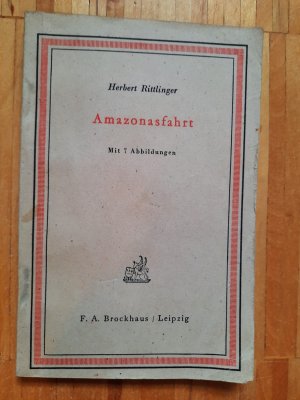 Herbert Rittlinger
Amazonasfahrt
Mit 7 Abbildungen
F. A. Brockhaus / Leipzig